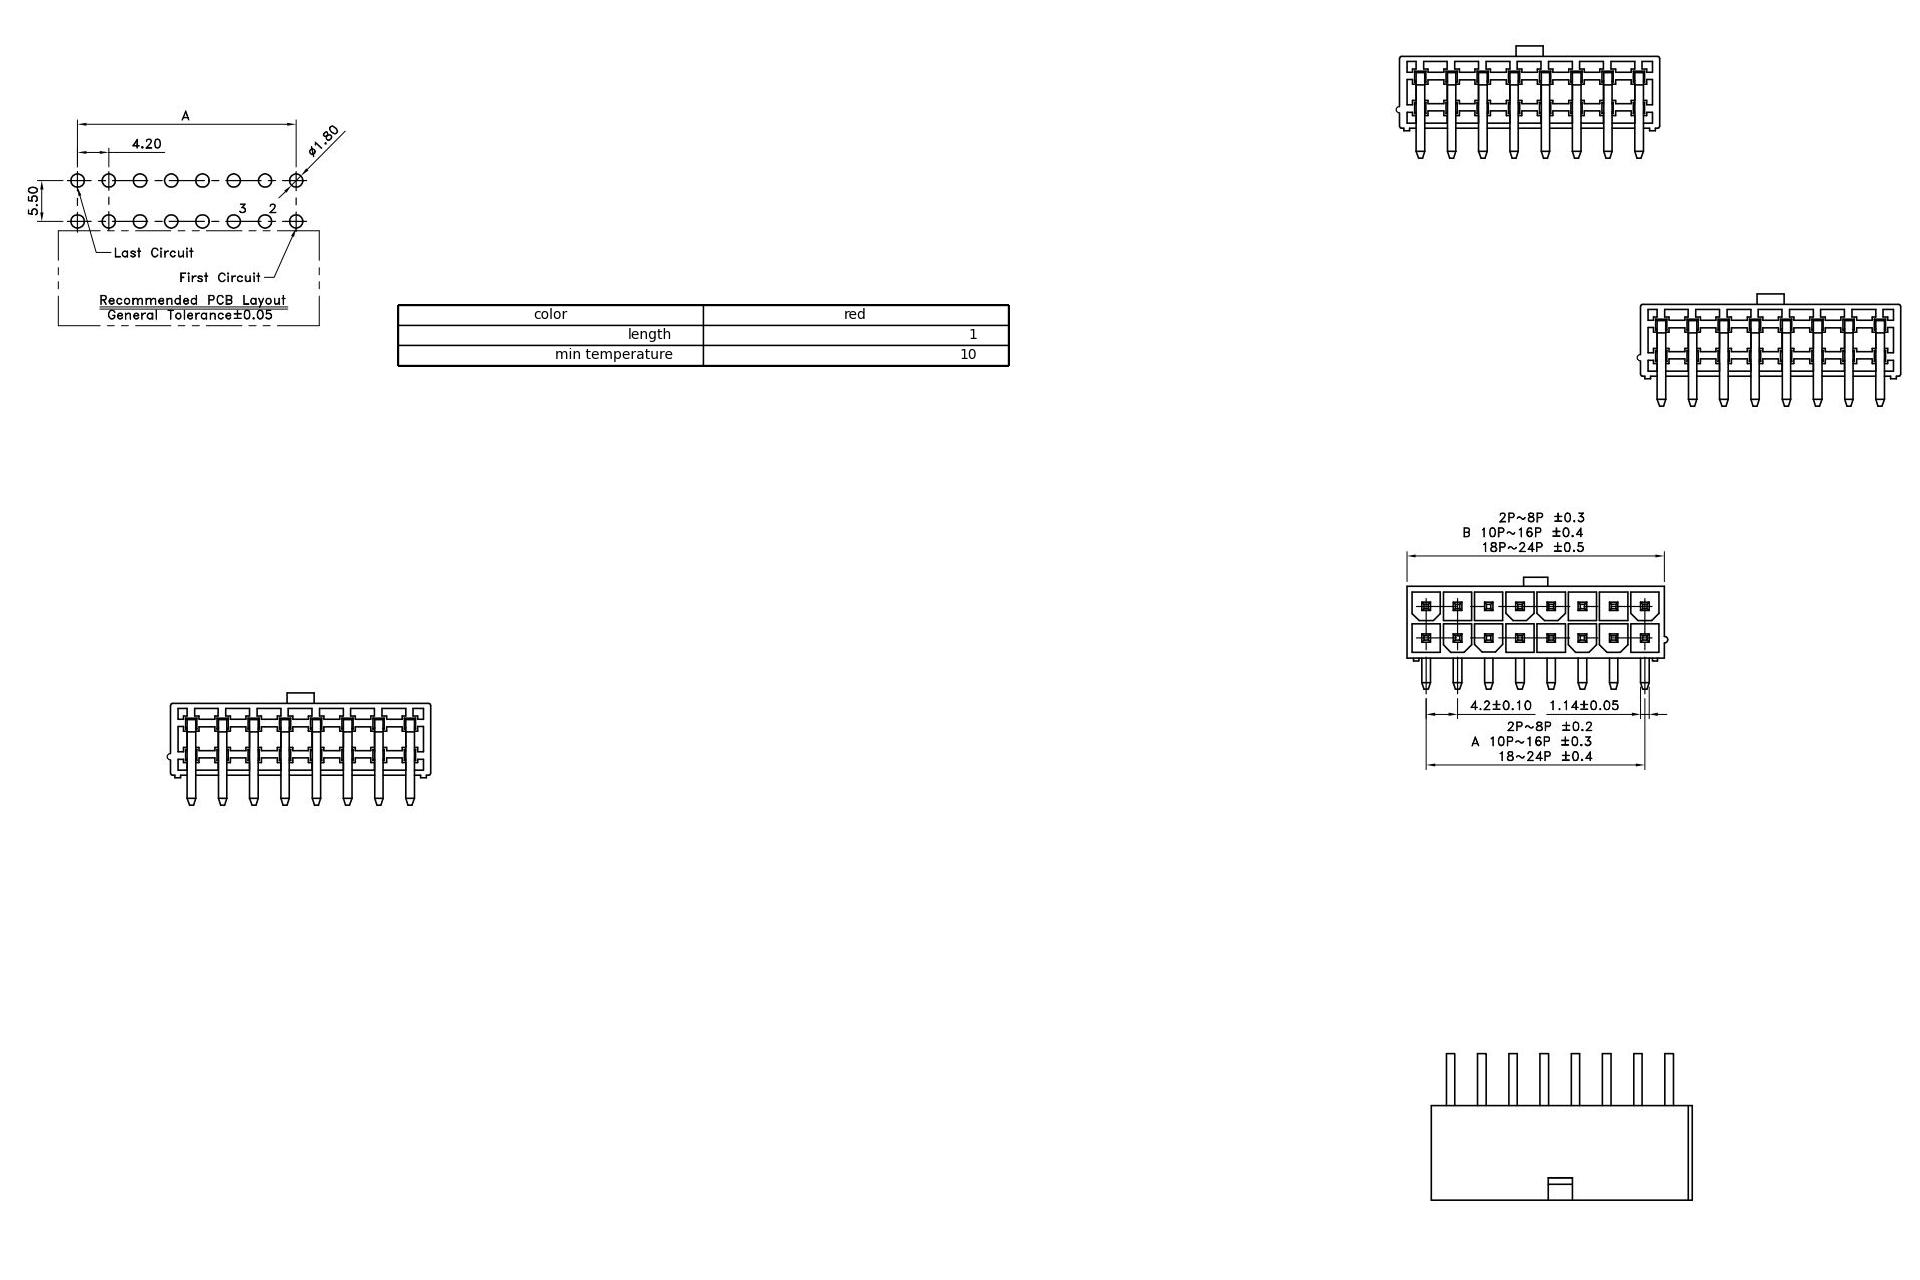 A
4.20
ø1.80
5.50
3 2
Last Circuit
First Circuit
Recommended PCB Layout
General Tolerance±0.05
color red
length 1
min temperature 10
2P~8P ±0.3
B 10P~16P ±0.4
18P~24P ±0.5
4.2±0.10 1.14±0.05
2P~8P ±0.2
A 10P~16P ±0.3
18~24P ±0.4